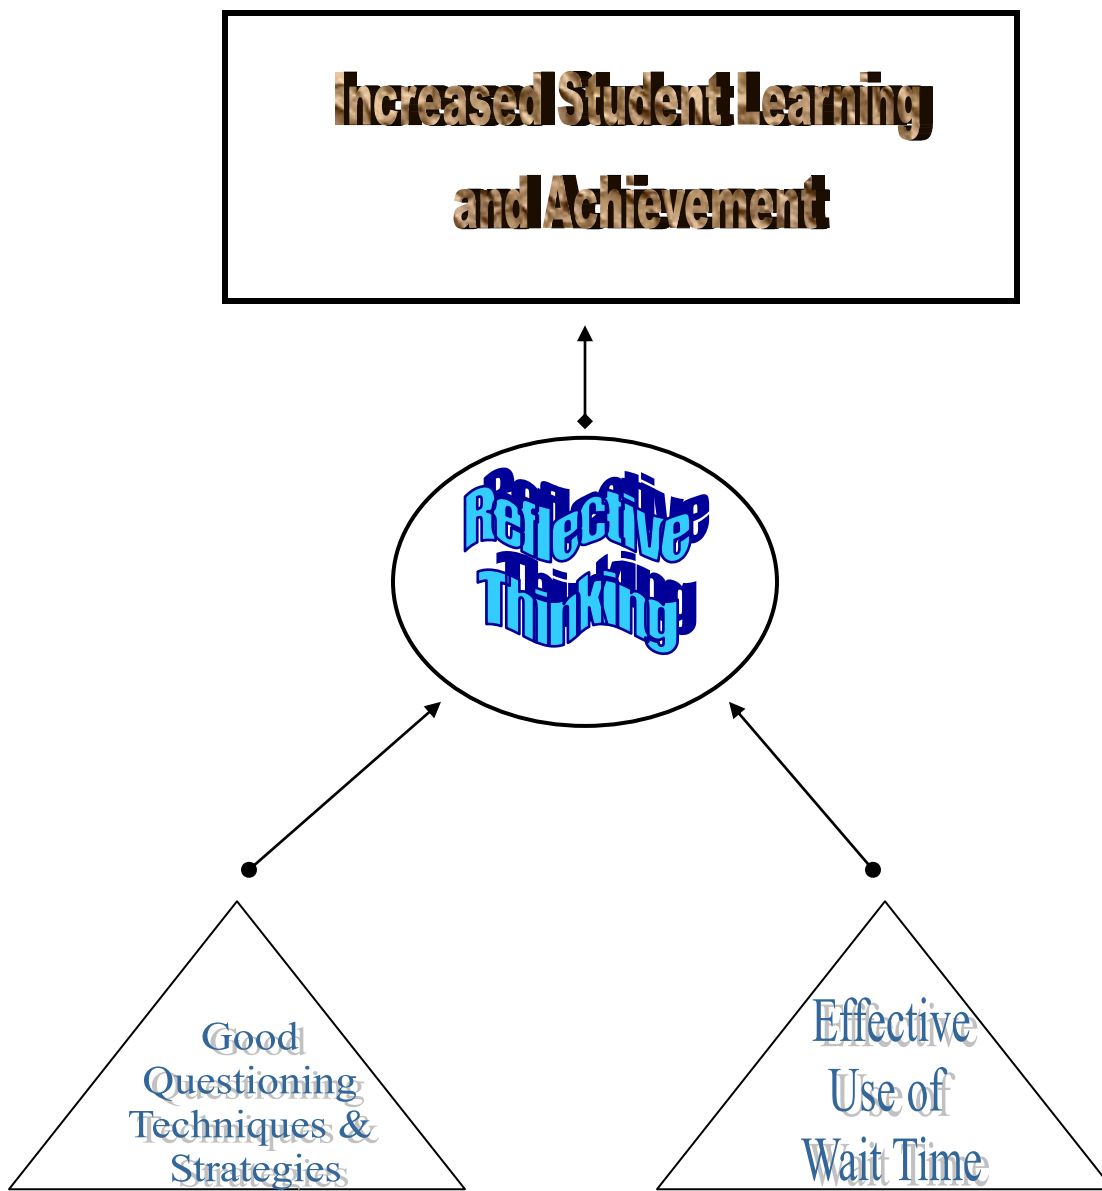 Increased Student Learning
and Achievement
Reflective
Thinking
Good
Questioning
Techniques &
Strategies
Effective
Use of
Wait Time